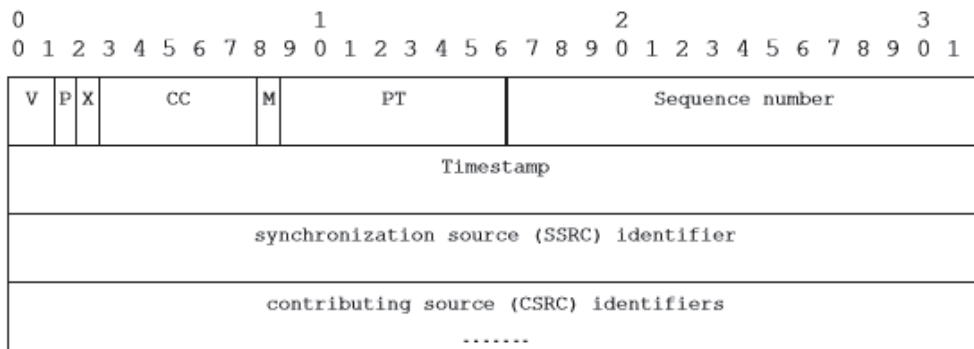 0 1 2 3
0 1 2 3 4 5 6 7 8 9 0 1 2 3 4 5 6 7 8 9 0 1 2 3 4 5 6 7 8 9 0 1
V P X CC M PT Sequence number
Timestamp
synchronization source (SSRC) identifier
contributing source (CSRC) identifiers
.......